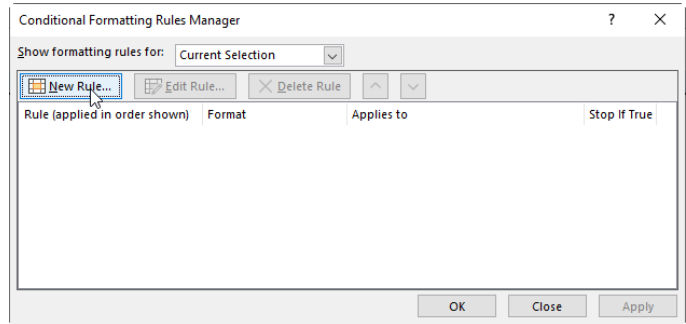 Conditional Formatting Rules Manager ? ×
Show formatting rules for: Current Selection
New Rule... Edit Rule... Delete Rule
Rule (applied in order shown) Format Applies to Stop If True
OK Close Apply